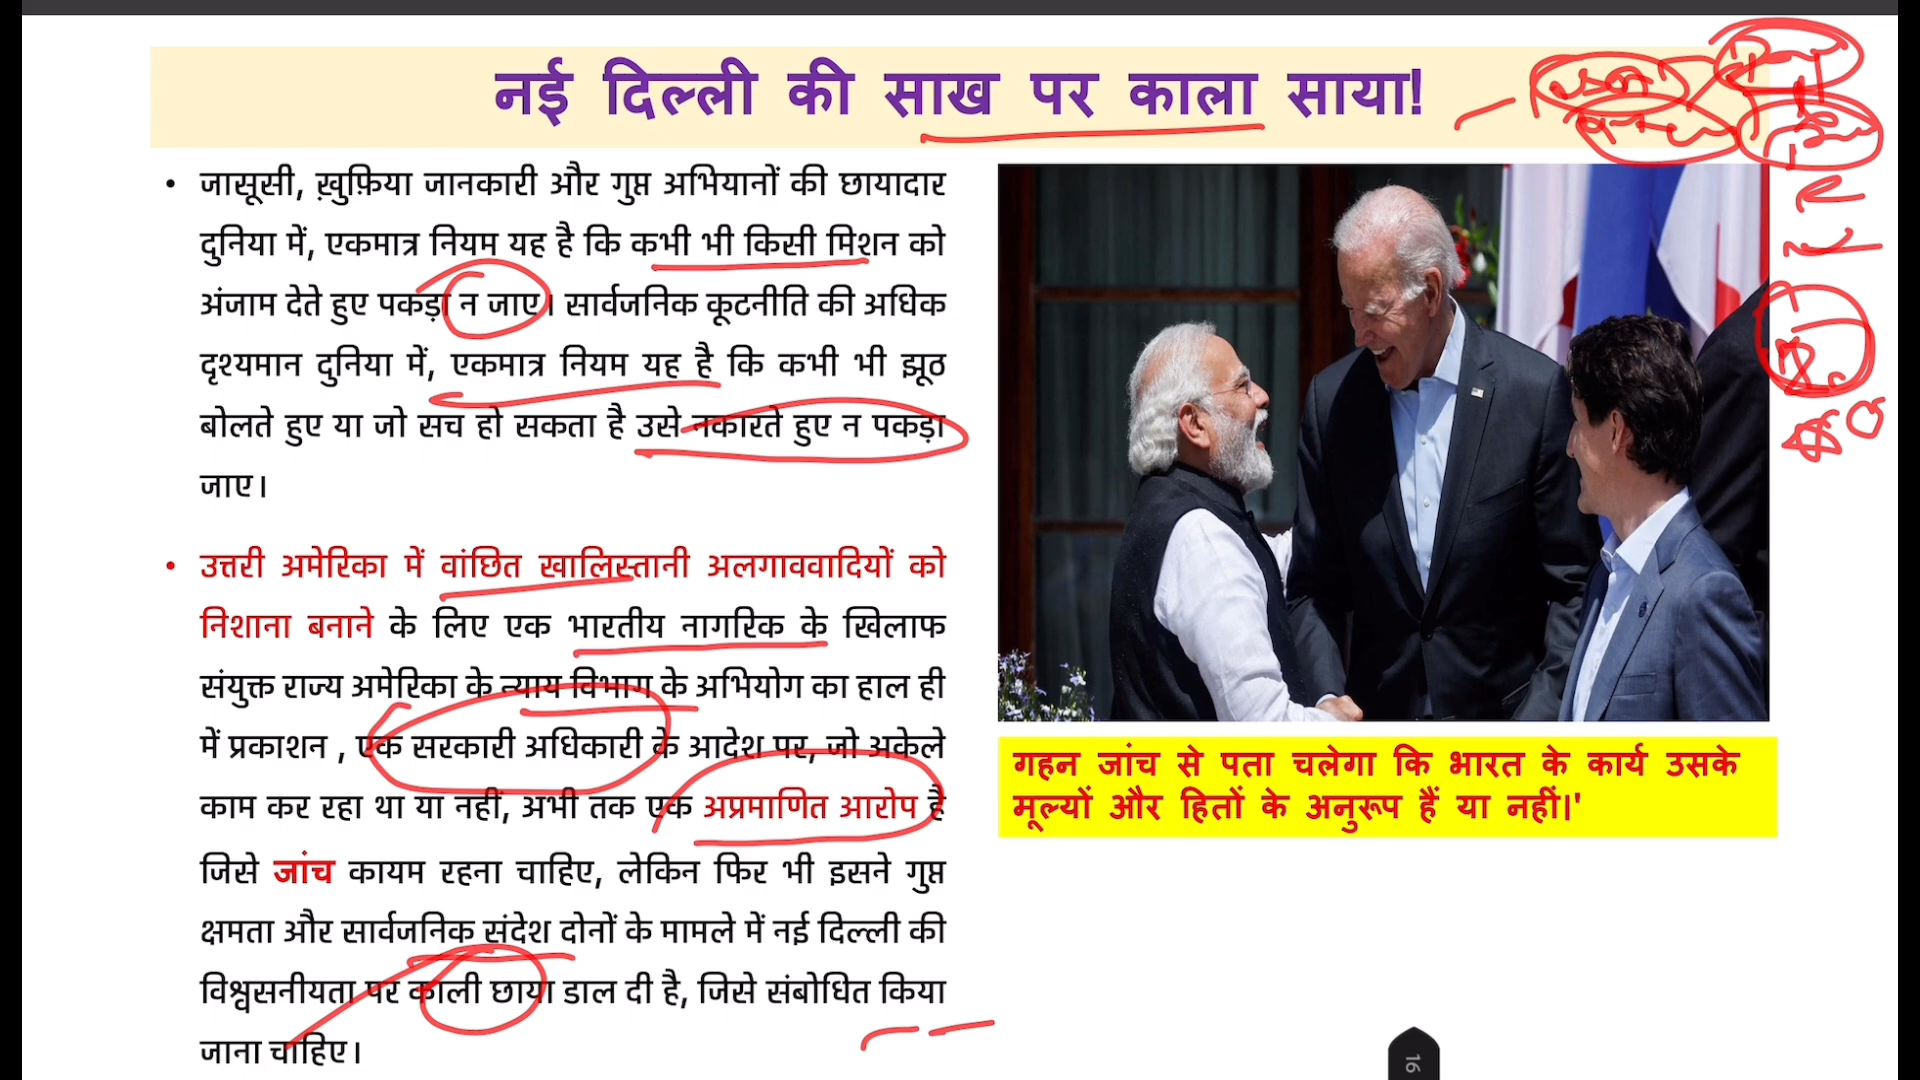 नई दिल्ली की साख पर काला साया!
• जासूसी, ख़ुफ़िया जानकारी और गुप्त अभियानों की छायादार
दुनिया में, एकमात्र नियम यह है कि कभी भी किसी मिशन को
अंजाम देते हुए पकड़ा न जाए। सार्वजनिक कूटनीति की अधिक
दृश्यमान दुनिया में, एकमात्र नियम यह है कि कभी भी झूठ
बोलते हुए या जो सच हो सकता है उसे नकारते हुए न पकड़ा
जाए।
• उत्तरी अमेरिका में वांछित खालिस्तानी अलगाववादियों को
निशाना बनाने के लिए एक भारतीय नागरिक के खिलाफ
संयुक्त राज्य अमेरिका के न्याय विभाग के अभियोग का हाल ही
में प्रकाशन , एक सरकारी अधिकारी के आदेश पर, जो अकेले
काम कर रहा था या नहीं, अभी तक एक अप्रमाणित आरोप है
जिसे जांच कायम रहना चाहिए, लेकिन फिर भी इसने गुप्त
क्षमता और सार्वजनिक संदेश दोनों के मामले में नई दिल्ली की
विश्वसनीयता पर काली छाया डाल दी है, जिसे संबोधित किया
जाना चाहिए।
गहन जांच से पता चलेगा कि भारत के कार्य उसके
मूल्यों और हितों के अनुरूप हैं या नहीं।'
16